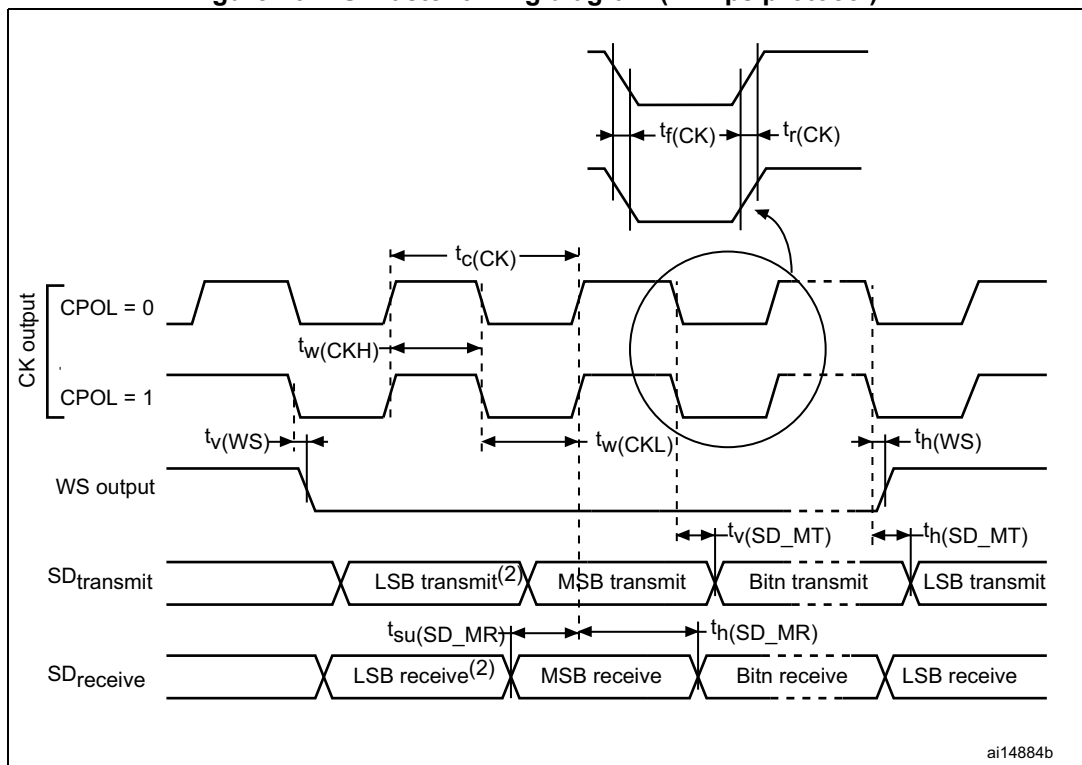 tf(CK)
tr(CK)
tc(CK)
CK output
CPOL = 0
tw(CKH)
CPOL = 1
tv(WS)
tw(CKL)
th(WS)
WS output
tv(SD_MT)
th(SD_MT)
SDtransmit
LSB transmit(2)
MSB transmit
Bitn transmit
LSB transmit
tsu(SD_MR)
th(SD_MR)
SDreceive
LSB receive(2)
MSB receive
Bitn receive
LSB receive
ai14884b